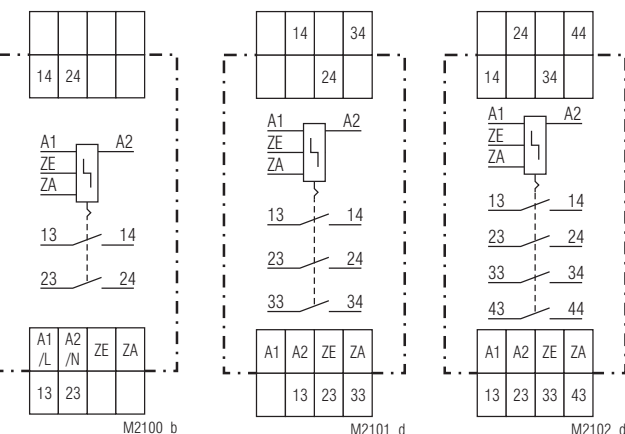 14 24
A1 A2
ZE
ZA
13 14
23 24
A1 /L A2 /N ZE ZA
13 23
M2100_b
14 34
24
A1 A2
ZE
ZA
13 14
23 24
33 34
A1 A2 ZE ZA
13 23 33
M2101_d
24 44
14 34
A1 A2
ZE
ZA
13 14
23 24
33 34
43 44
A1 A2 ZE ZA
13 23 33 43
M2102_d